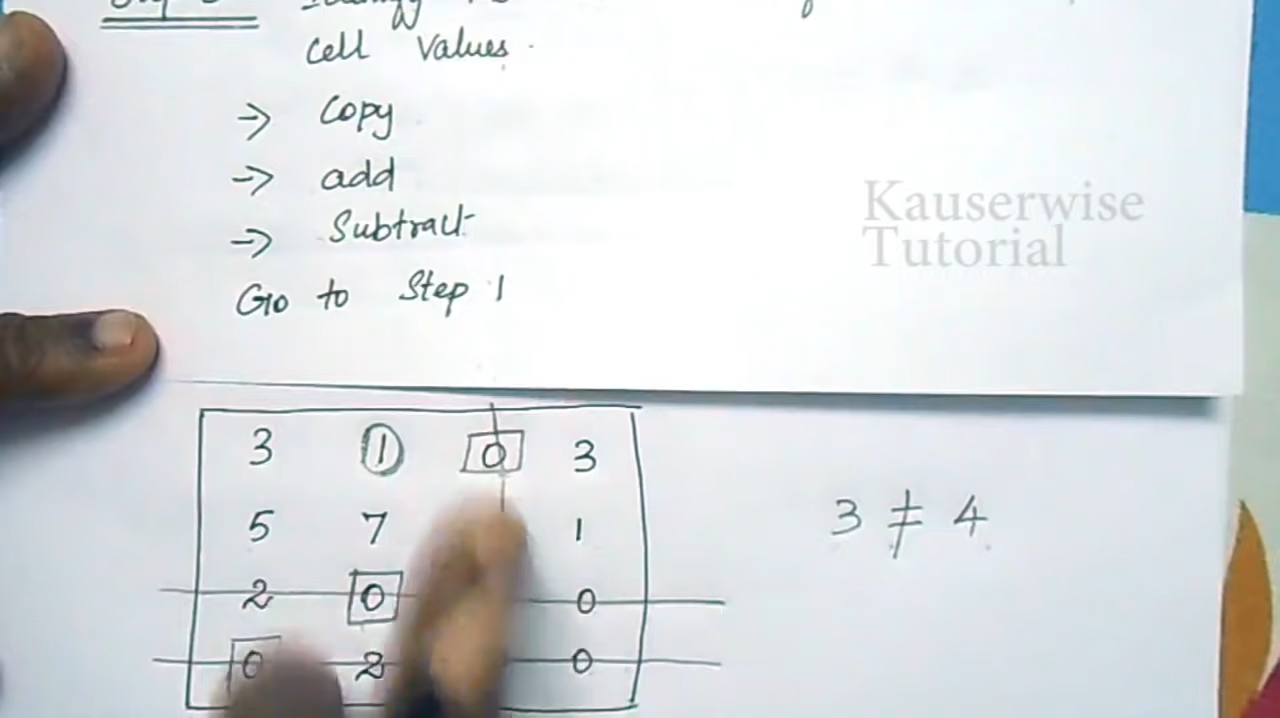 Cell Values.
→ Copy
→ add
→ Subtract
Go to Step 1
Kauserwise
Tutorial
3 1 0 3
5 7 1
3 ≠ 4
2 0 0
0 2 0